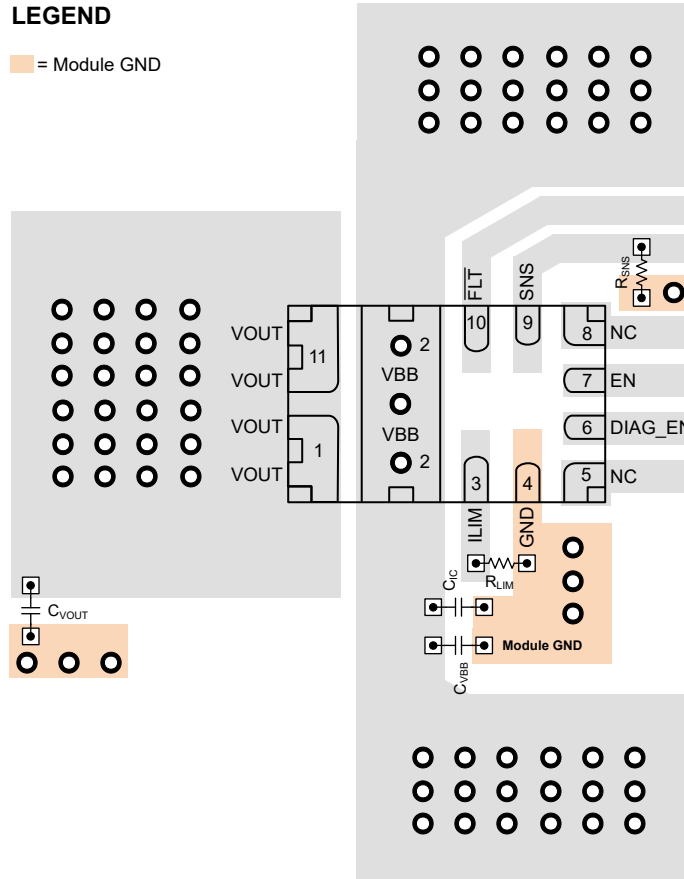 LEGEND
= Module GND
FLT
SNS
RSNS
10
9
8
NC
VOUT
11
2
VBB
7
EN
VOUT
VOUT
VBB
6
DIAG_EN
1
2
VOUT
3
4
5
NC
ILIM
GND
RLIM
CIC
CVOUT
CVBB
Module GND